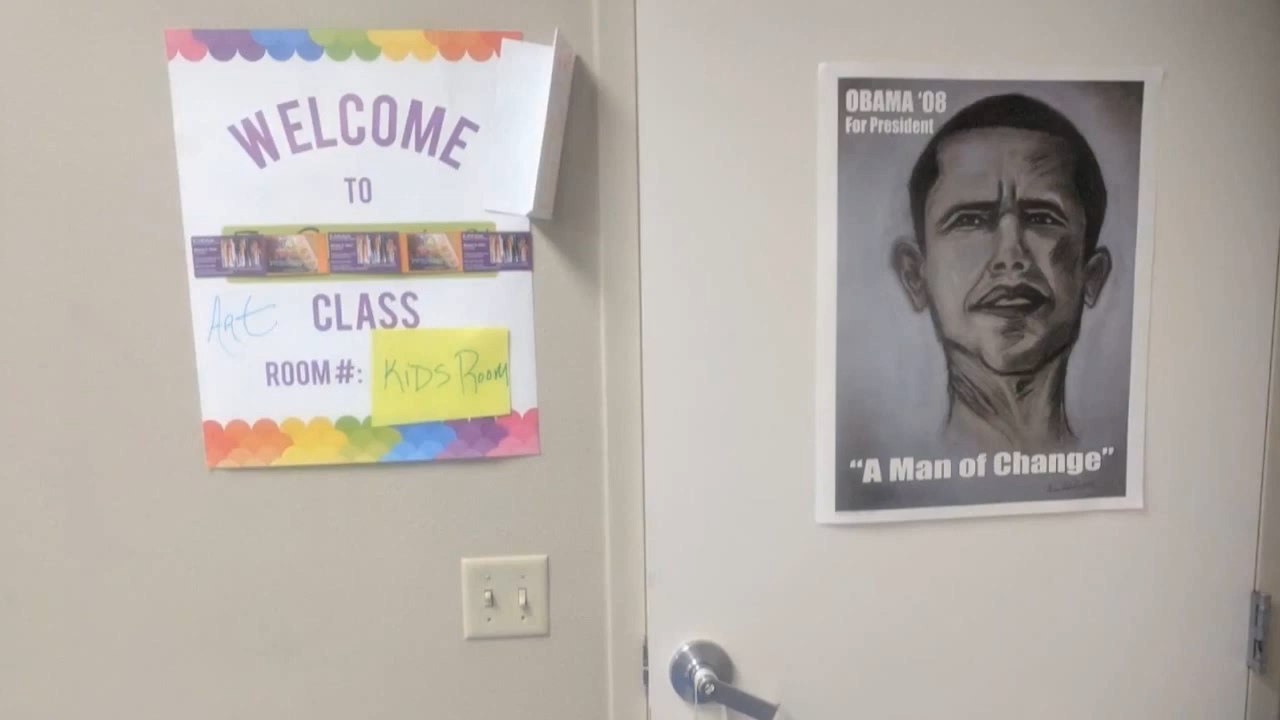 WELCOME
TO
Art CLASS
ROOM #: KiDS Room
OBAMA '08
For President
"A Man of Change"